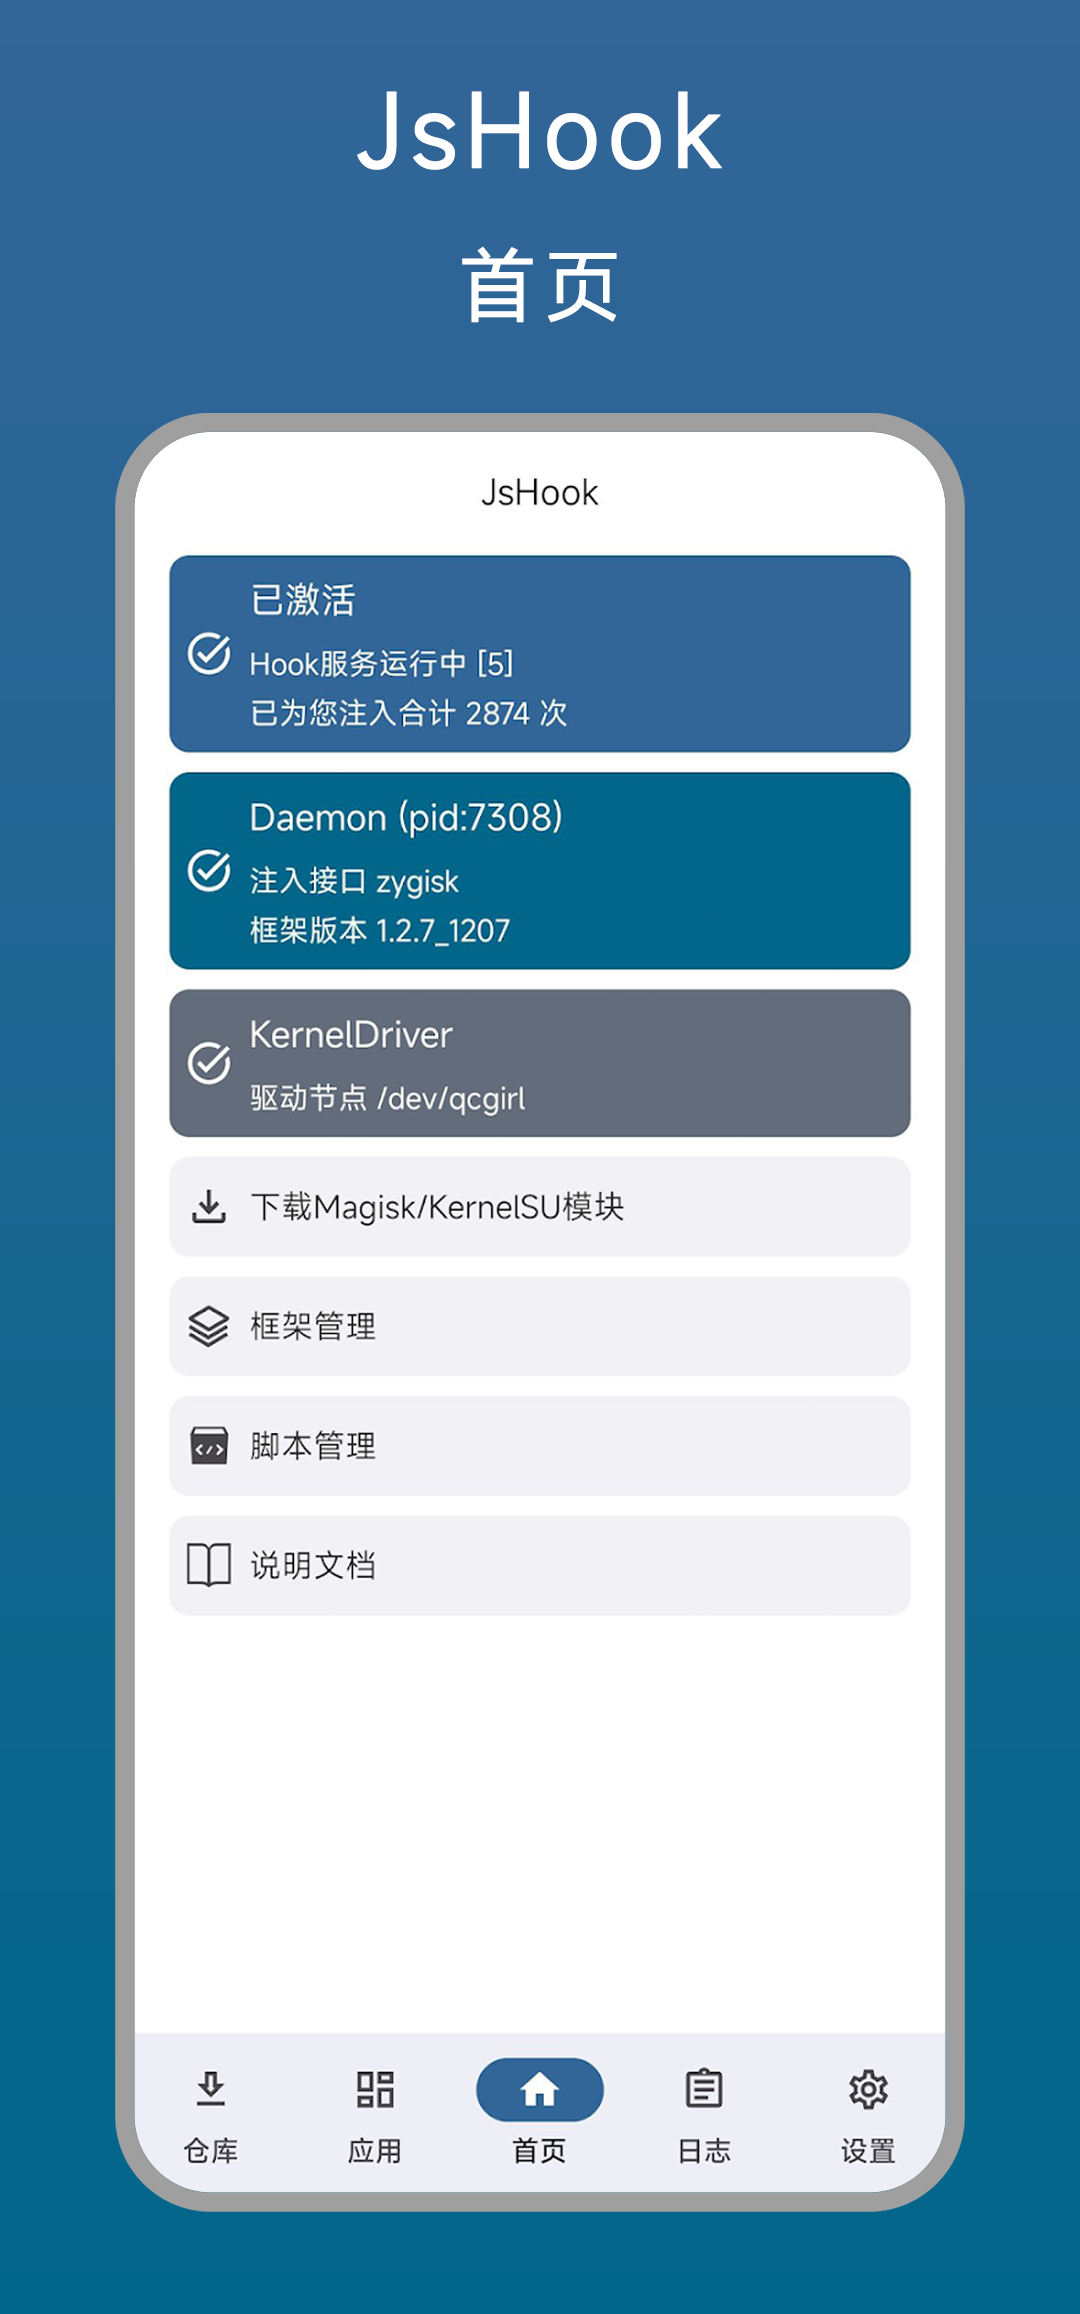 JsHook
首页
JsHook
已激活
Hook服务运行中 [5]
已为您注入合计 2874 次
Daemon (pid:7308)
注入接口 zygisk
框架版本 1.2.7_1207
KernelDriver
驱动节点 /dev/qcgirl
下载Magisk/KernelSU模块
框架管理
脚本管理
说明文档
仓库
应用
首页
日志
设置